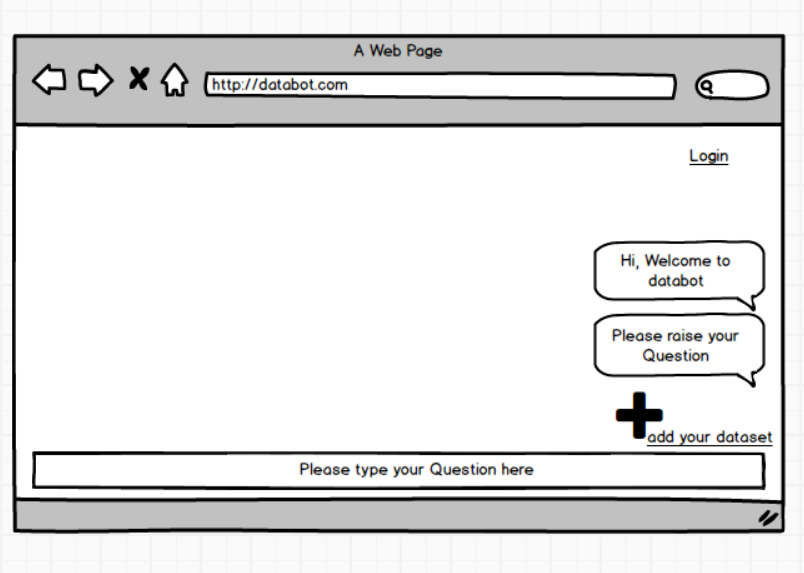 A Web Page
http://databot.com
Login
Hi, Welcome to
databot
Please raise your
Question
add your dataset
Please type your Question here